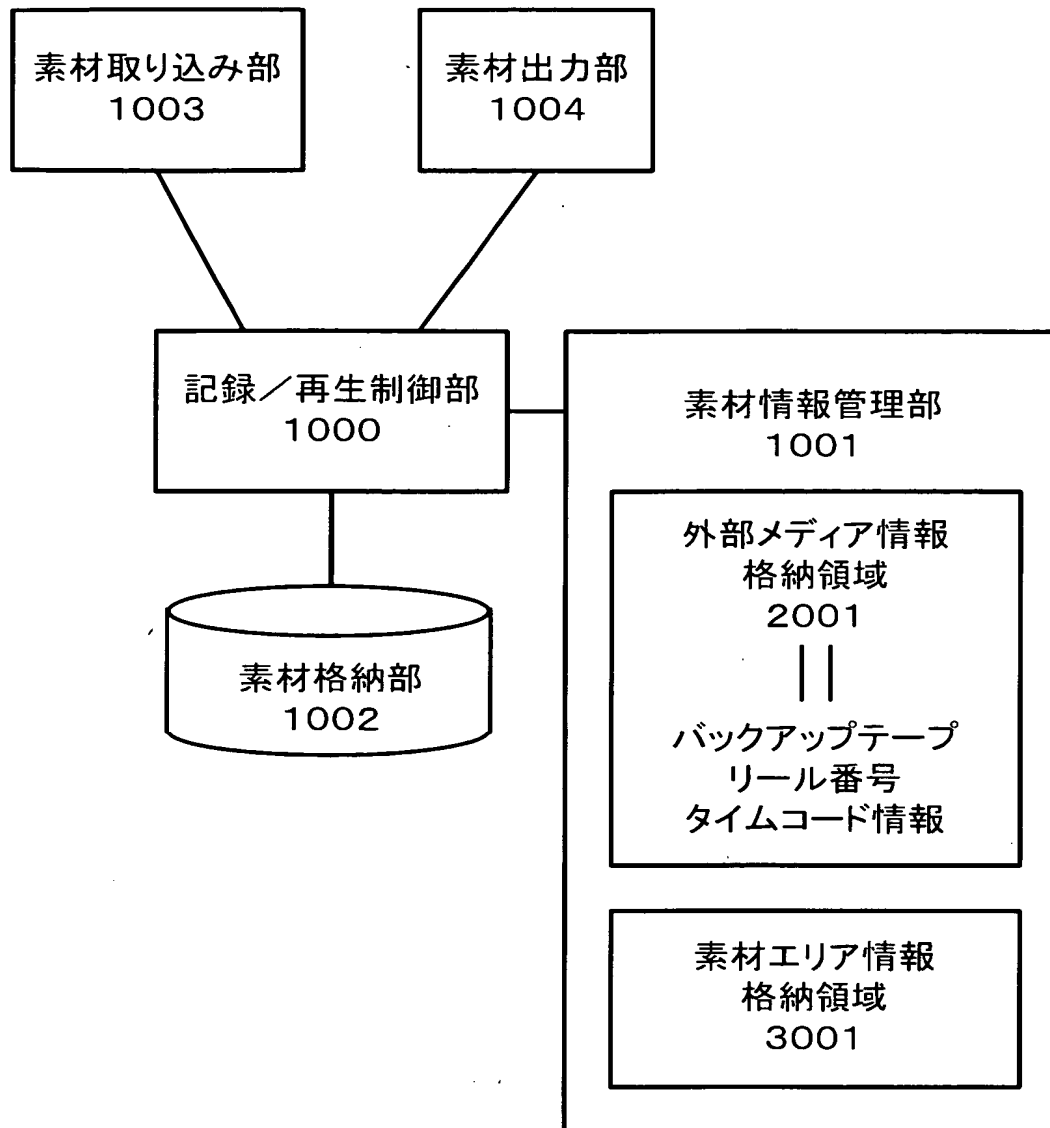 素材取り込み部
1003
素材出力部
1004
記録／再生制御部
1000
素材情報管理部
1001
外部メディア情報
格納領域
2001
||
バックアップテープ
リール番号
タイムコード情報
素材格納部
1002
素材エリア情報
格納領域
3001